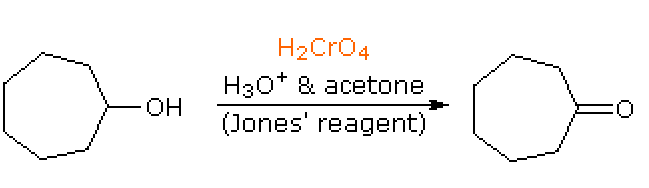 H₂CrO₄
OH
H₃O⁺ & acetone
(Jones' reagent)
O